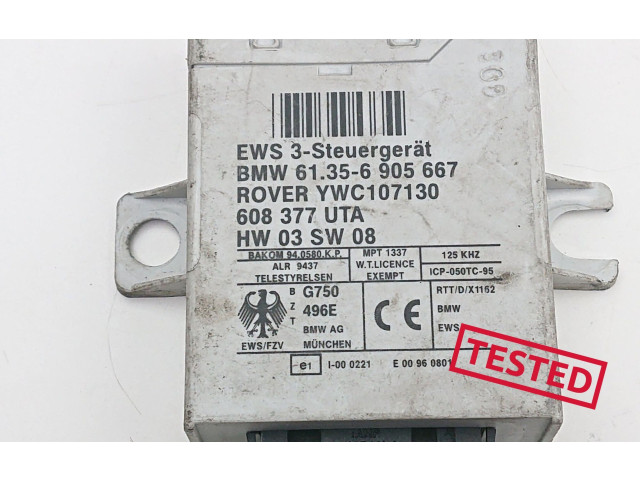 EWS 3-Steuergerät
BMW 61.35-6 905 667
ROVER YWC107130
608 377 UTA
HW 03 SW 08
BAKOM 94.0580.K.P.
ALR 9437
TELESTYRELSEN
MPT 1337
W.T.LICENCE
EXEMPT
125 KHZ
ICP-050TC-95
B Z T
G750
496E
BMW AG
MÜNCHEN
EWS/FZV
CE
RTT/D/X1162
BMW
EWS
e1
I-00 0221
E 00 96 0801
TESTED